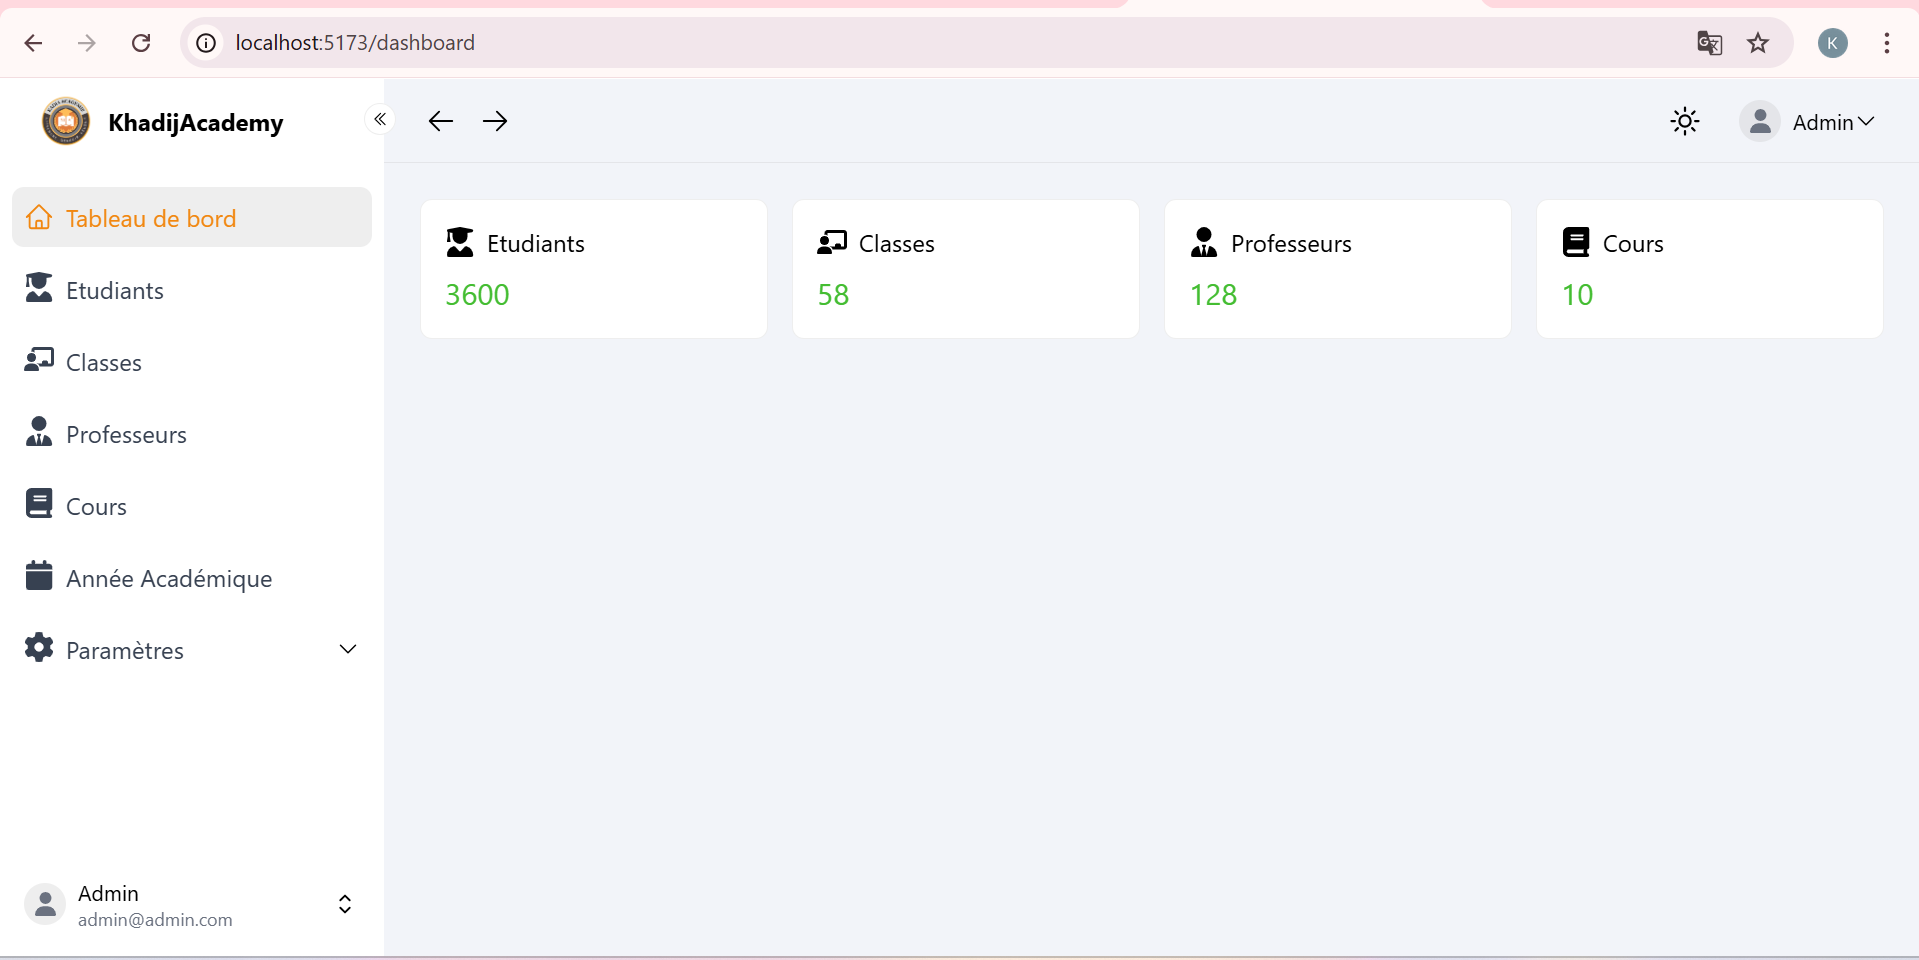 localhost:5173/dashboard
K
KhadijAcademy
Admin
Tableau de bord
Etudiants
Classes
Professeurs
Cours
Année Académique
Paramètres
Admin
admin@admin.com
Etudiants
3600
Classes
58
Professeurs
128
Cours
10